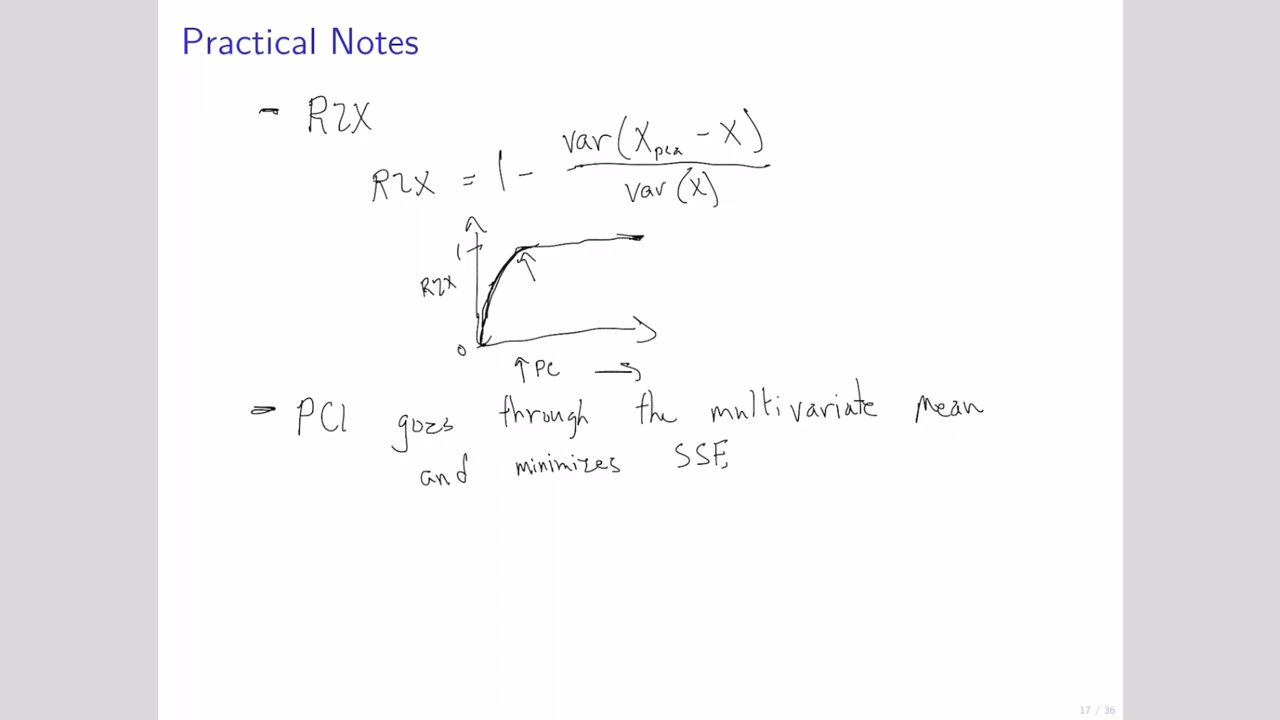 Practical Notes
- R2X
R2X = 1 - var(Xpca - X) / var(X)
1
R2X
0
↑ PC →
- PC1 goes through the multivariate mean
and minimizes SSE
17 / 36